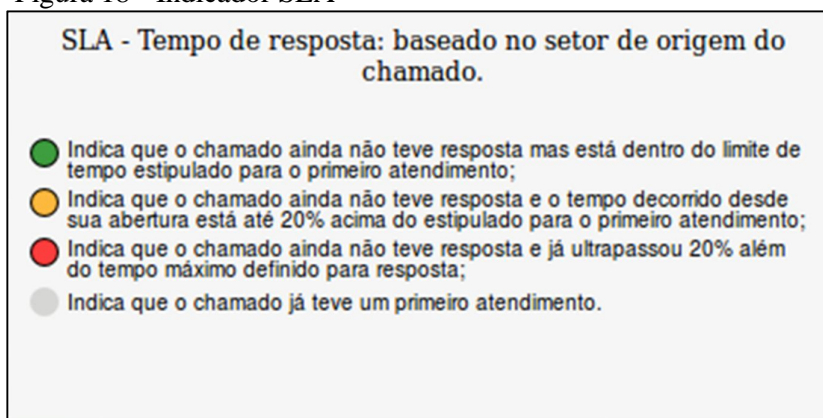 Figura 18 - Indicador SLA
SLA - Tempo de resposta: baseado no setor de origem do
chamado.
Indica que o chamado ainda não teve resposta mas está dentro do limite de
tempo estipulado para o primeiro atendimento;
Indica que o chamado ainda não teve resposta e o tempo decorrido desde
sua abertura está até 20% acima do estipulado para o primeiro atendimento;
Indica que o chamado ainda não teve resposta e já ultrapassou 20% além
do tempo máximo definido para resposta;
Indica que o chamado já teve um primeiro atendimento.